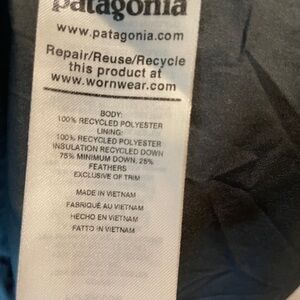 patagonia
www.patagonia.com
Repair/Reuse/Recycle
this product at
www.wornwear.com
BODY:
100% RECYCLED POLYESTER
LINING:
100% RECYCLED POLYESTER
INSULATION RECYCLED DOWN
75% MINIMUM DOWN, 25%
FEATHERS
EXCLUSIVE OF TRIM
MADE IN VIETNAM
FABRIQUÉ AU VIETNAM
HECHO EN VIETNAM
FATTO IN VIETNAM